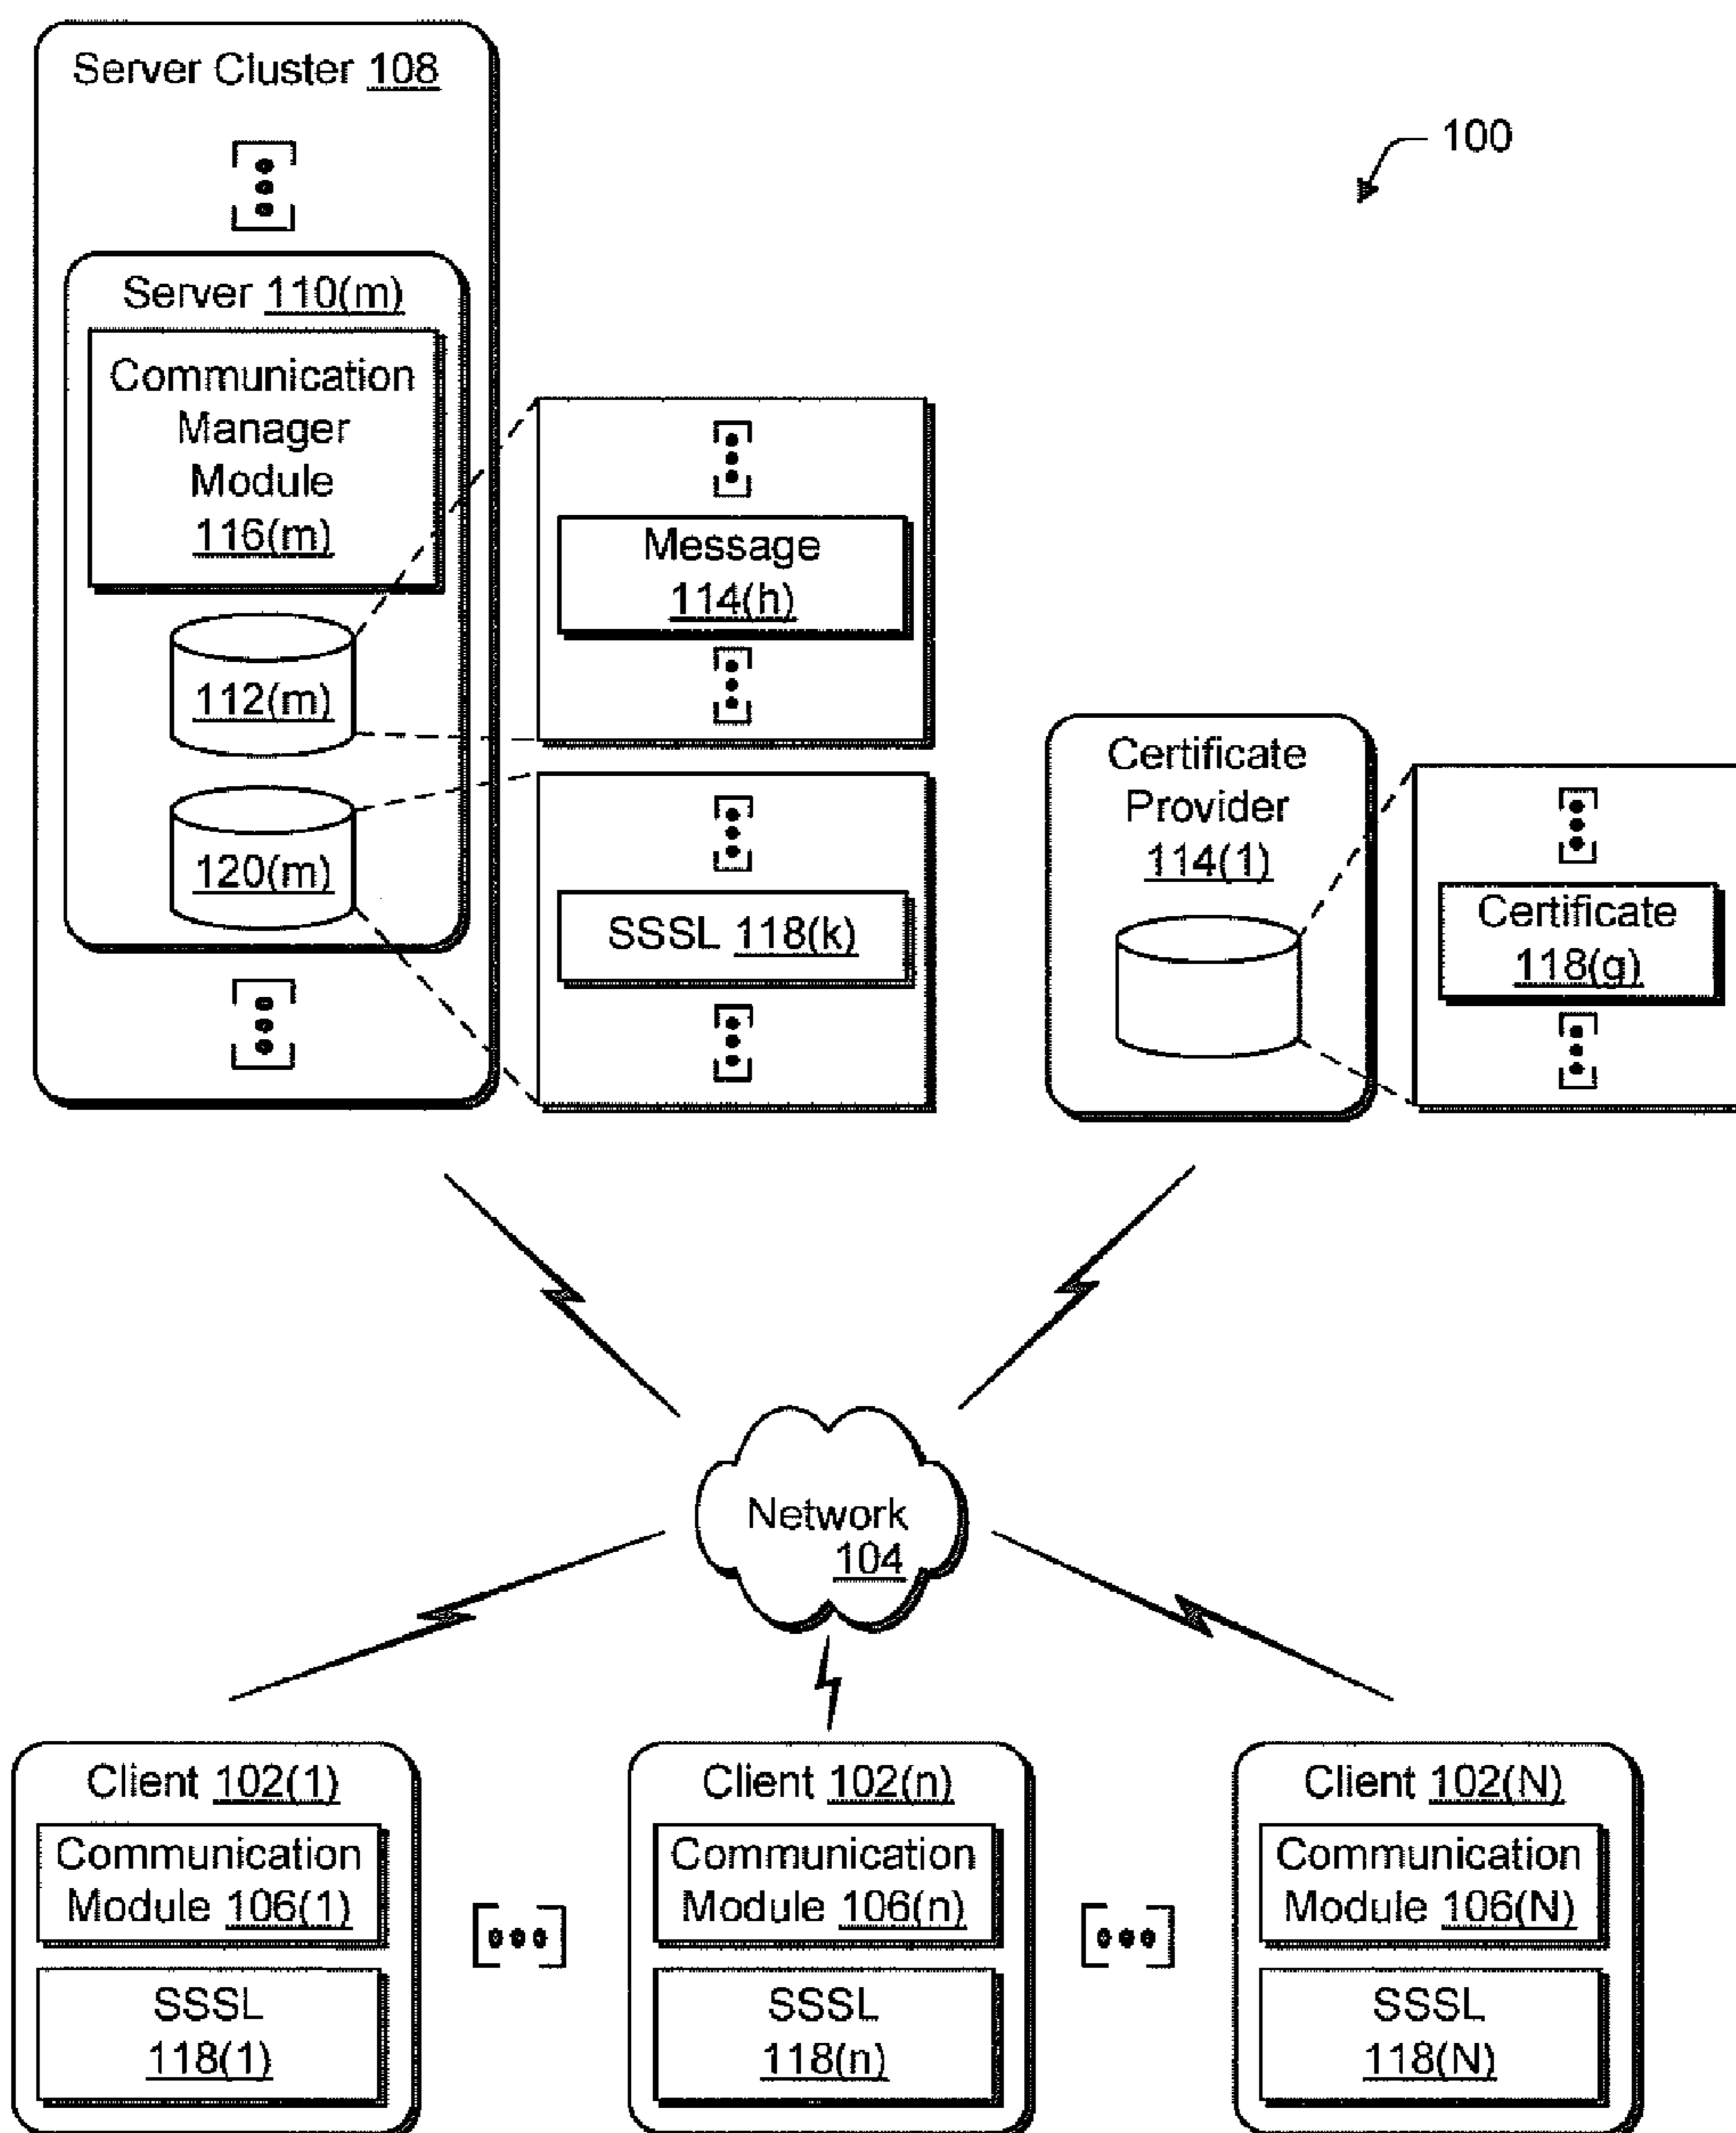 Server Cluster 108
100
Server 110(m)
Communication
Manager
Module
116(m)
112(m)
120(m)
Message
114(h)
SSSL 118(k)
Certificate
Provider
114(1)
Certificate
118(g)
Network
104
Client 102(1)
Communication
Module 106(1)
SSSL
118(1)
Client 102(n)
Communication
Module 106(n)
SSSL
118(n)
Client 102(N)
Communication
Module 106(N)
SSSL
118(N)